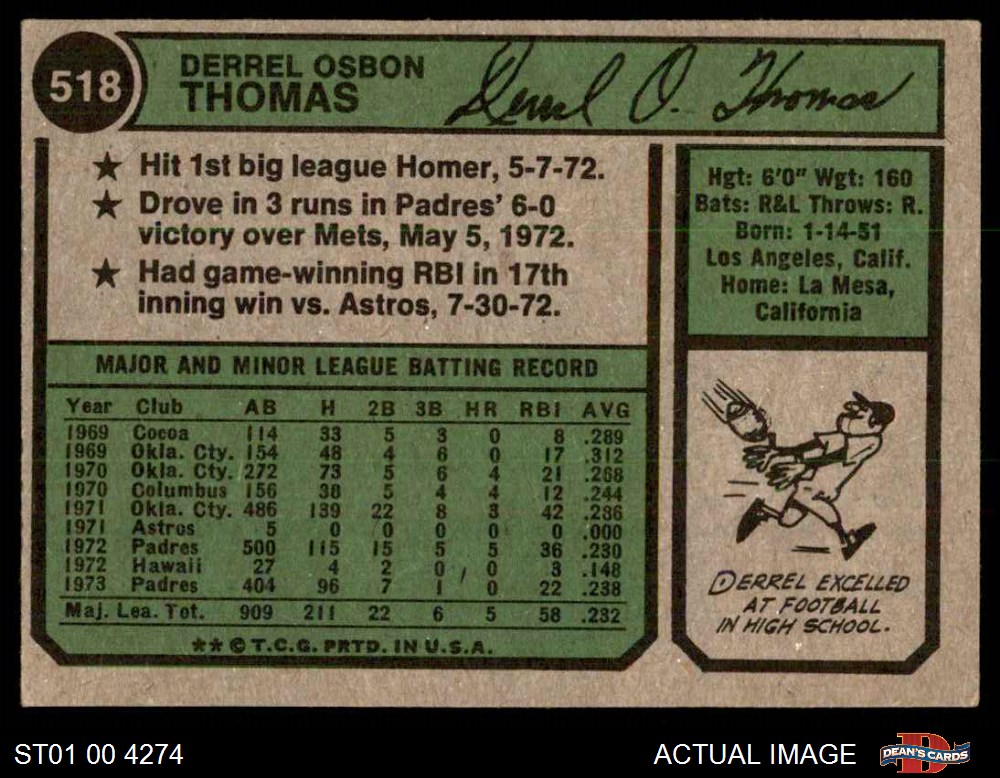 518
DERREL OSBON
THOMAS
Derrel O. Thomas
★ Hit 1st big league Homer, 5-7-72.
★ Drove in 3 runs in Padres' 6-0
victory over Mets, May 5, 1972.
★ Had game-winning RBI in 17th
inning win vs. Astros, 7-30-72.
Hgt: 6'0" Wgt: 160
Bats: R&L Throws: R.
Born: 1-14-51
Los Angeles, Calif.
Home: La Mesa,
California
MAJOR AND MINOR LEAGUE BATTING RECORD
Year Club AB H 2B 3B HR RBI AVG
1969 Cocoa 114 33 5 3 0 8 .289
1969 Okla. Cty. 154 48 4 6 0 17 .312
1970 Okla. Cty. 272 73 5 6 4 21 .268
1970 Columbus 156 38 5 4 4 12 .244
1971 Okla. Cty. 486 139 22 8 3 42 .286
1971 Astros 5 0 0 0 0 0 .000
1972 Padres 500 115 15 5 5 36 .230
1972 Hawaii 27 4 2 0 0 3 .148
1973 Padres 404 96 7 1 0 22 .238
Maj. Lea. Tot. 909 211 22 6 5 58 .232
** © T.C.G. PRTD. IN U.S.A.
DERREL EXCELLED
AT FOOTBALL
IN HIGH SCHOOL.
ST01 00 4274
ACTUAL IMAGE
DEAN'S CARDS